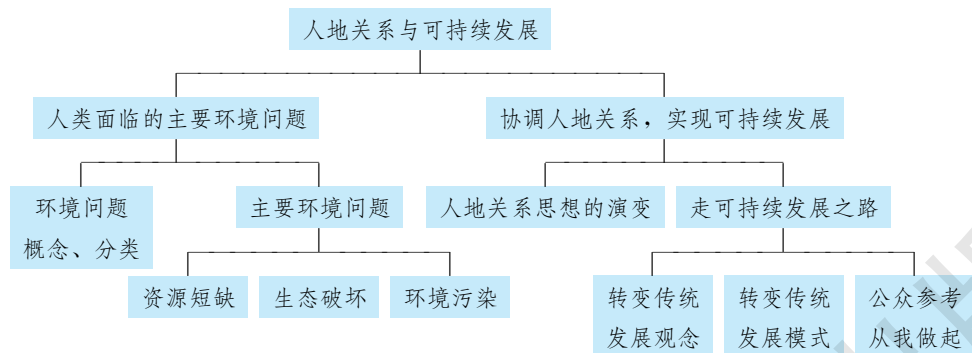 人地关系与可持续发展
人类面临的主要环境问题
协调人地关系，实现可持续发展
环境问题
概念、分类
主要环境问题
人地关系思想的演变
走可持续发展之路
资源短缺
生态破坏
环境污染
转变传统
发展观念
转变传统
发展模式
公众参考
从我做起